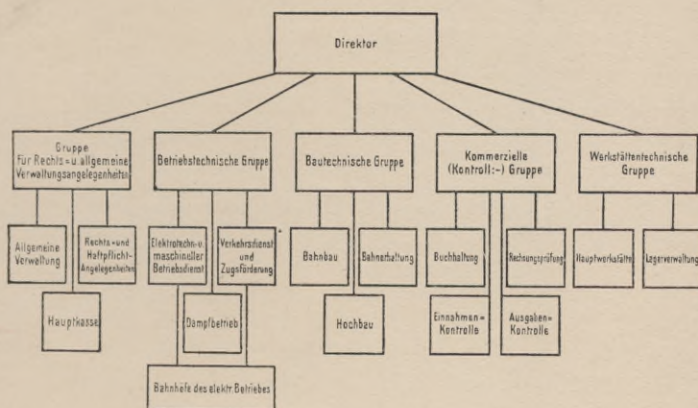 Direktor
Gruppe
für Rechts= u. allgemeine
Verwaltungsangelegenheiten
Betriebstechnische Gruppe
Bautechnische Gruppe
Kommerzielle
(Kontroll:-) Gruppe
Werkstättentechnische
Gruppe
Allgemeine
Verwaltung
Rechts=und
Haftpflicht-
Angelegenheiten
Elektrotechn.u.
maschineller
Betriebsdienst
Verkehrsdienst
und
Zugsförderung
Bahnbau
Bahnerhaltung
Buchhaltung
Rechnungsprüfung
Hauptwerkstätte
Lagerverwaltung
Hauptkasse
Dampfbetrieb
Hochbau
Einnahmen=
Kontrolle
Ausgaben=
Kontrolle
Bahnhöfe des elektr. Betriebes